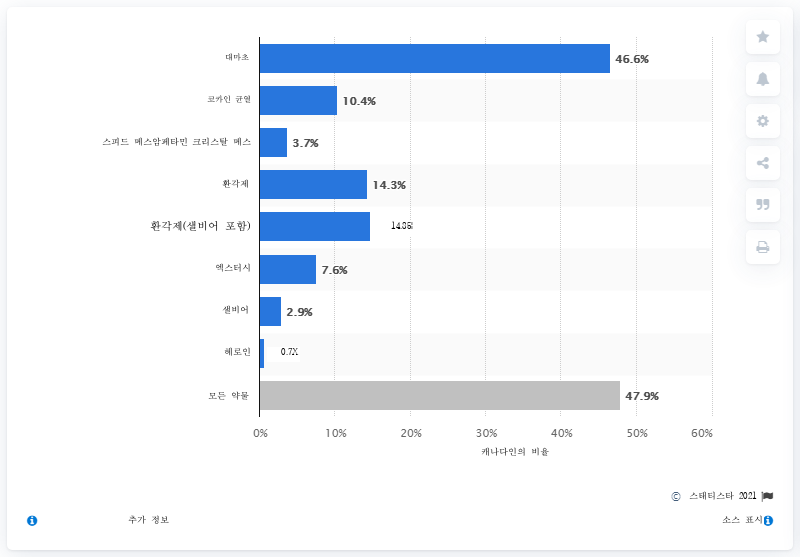 대마초
46.6%
코카인 균열
10.4%
스피드 메스암페타민 크리스탈 메스
3.7%
환각제
14.3%
환각제(샐비어 포함)
엑스터시
7.6%
샐비어
2.9%
헤로인
0.7%
모든 약물
47.9%
0% 10% 20% 30% 40% 50% 60%
캐나다인의 비율
© 스태티스타 2021
추가 정보
소스 표시